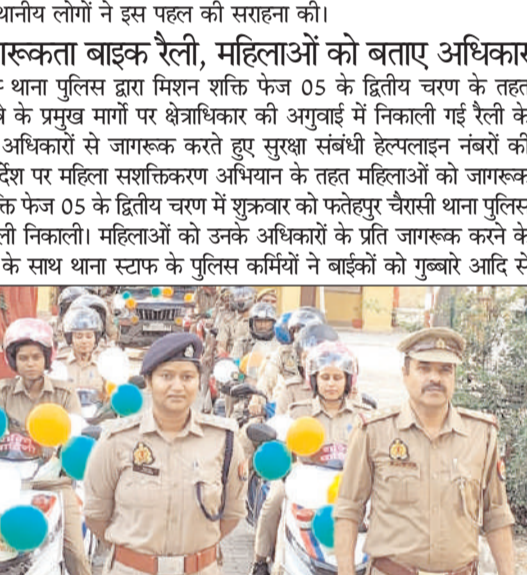 थानीय लोगों ने इस पहल की सराहना की।
गरूकता बाइक रैली, महिलाओं को बताए अधिकार
थाना पुलिस द्वारा मिशन शक्ति फेज 05 के द्वितीय चरण के तहत
के प्रमुख मार्गो पर क्षेत्राधिकार की अगुवाई में निकाली गई रैली के
अधिकारों से जागरूक करते हुए सुरक्षा संबंधी हेल्पलाइन नंबरों की
र्देश पर महिला सशक्तिकरण अभियान के तहत महिलाओं को जागरूक
क्ति फेज 05 के द्वितीय चरण में शुक्रवार को फतेहपुर चैरासी थाना पुलिस
ली निकाली। महिलाओं को उनके अधिकारों के प्रति जागरूक करने के
के साथ थाना स्टाफ के पुलिस कर्मियों ने बाईकों को गुब्बारे आदि से